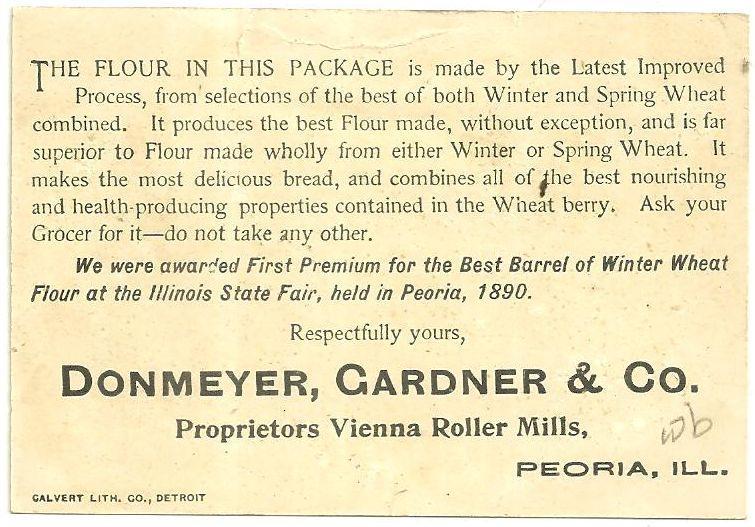 THE FLOUR IN THIS PACKAGE is made by the Latest Improved
Process, from selections of the best of both Winter and Spring Wheat
combined. It produces the best Flour made, without exception, and is far
superior to Flour made wholly from either Winter or Spring Wheat. It
makes the most delicious bread, and combines all of the best nourishing
and health-producing properties contained in the Wheat berry. Ask your
Grocer for it—do not take any other.
We were awarded First Premium for the Best Barrel of Winter Wheat
Flour at the Illinois State Fair, held in Peoria, 1890.
Respectfully yours,
DONMEYER, GARDNER & CO.
Proprietors Vienna Roller Mills,
PEORIA, ILL.
CALVERT LITH. CO., DETROIT